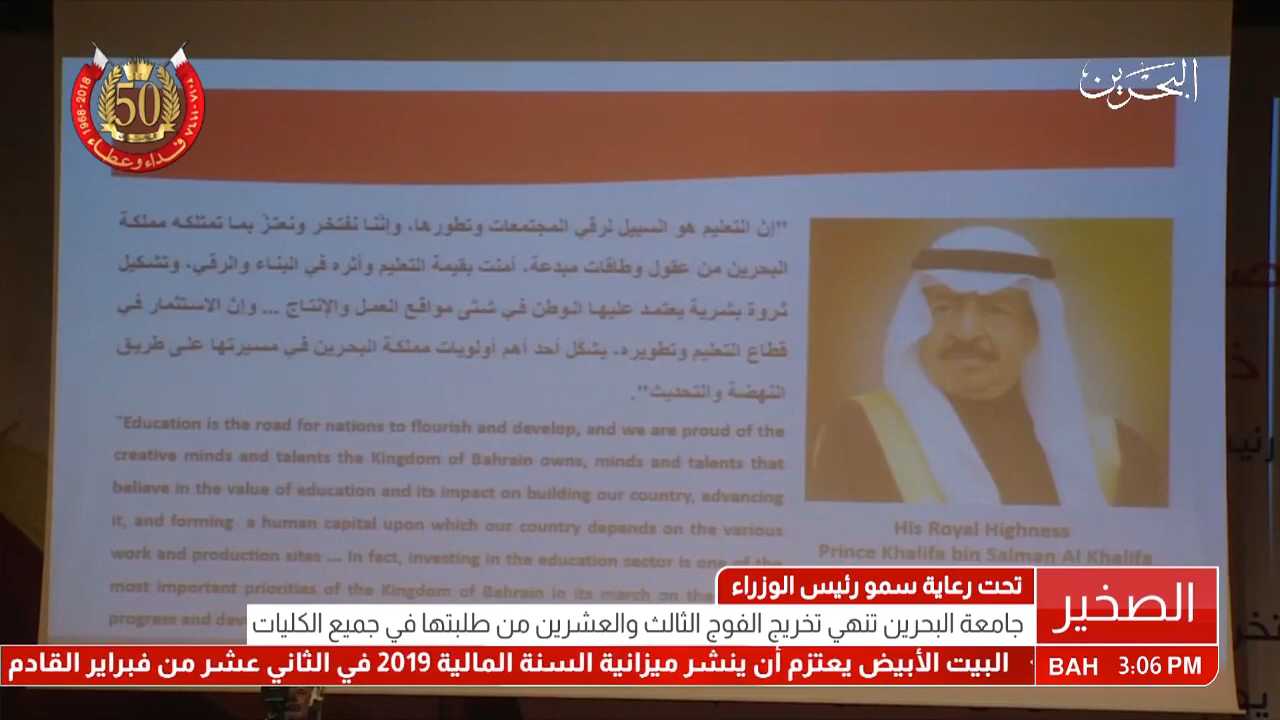 1968-2018
٢٠١٨-١٩٦٨
50
فداء وعطاء
البحرين
"إن التعليم هو السبيل لرقي المجتمعات وتطورها، وإننا نفتخر ونعتز بما تمتلكه مملكة
البحرين من عقول وطاقات مبدعة، آمنت بقيمة التعليم وأثره في البناء والرقي، وتشكيل
ثروة بشرية يعتمد عليها الوطن في شتى مواقع العمل والإنتاج ... وإن الاستثمار في
قطاع التعليم وتطويره، يشكل أحد أهم أولويات مملكة البحرين في مسيرتها على طريق
النهضة والتحديث".
"Education is the road for nations to flourish and develop, and we are proud of the
creative minds and talents the Kingdom of Bahrain owns, minds and talents that
believe in the value of education and its impact on building our country, advancing
it, and forming a human capital upon which our country depends on the various
work and production sites ... In fact, investing in the education sector is one of the
most important priorities of the Kingdom of Bahrain in its march on the
progress and
His Royal Highness
Prince Khalifa bin Salman Al Khalifa
تحت رعاية سمو رئيس الوزراء
الصخير
جامعة البحرين تنهي تخريج الفوج الثالث والعشرين من طلبتها في جميع الكليات
البيت الأبيض يعتزم أن ينشر ميزانية السنة المالية 2019 في الثاني عشر من فبراير القادم
BAH 3:06 PM